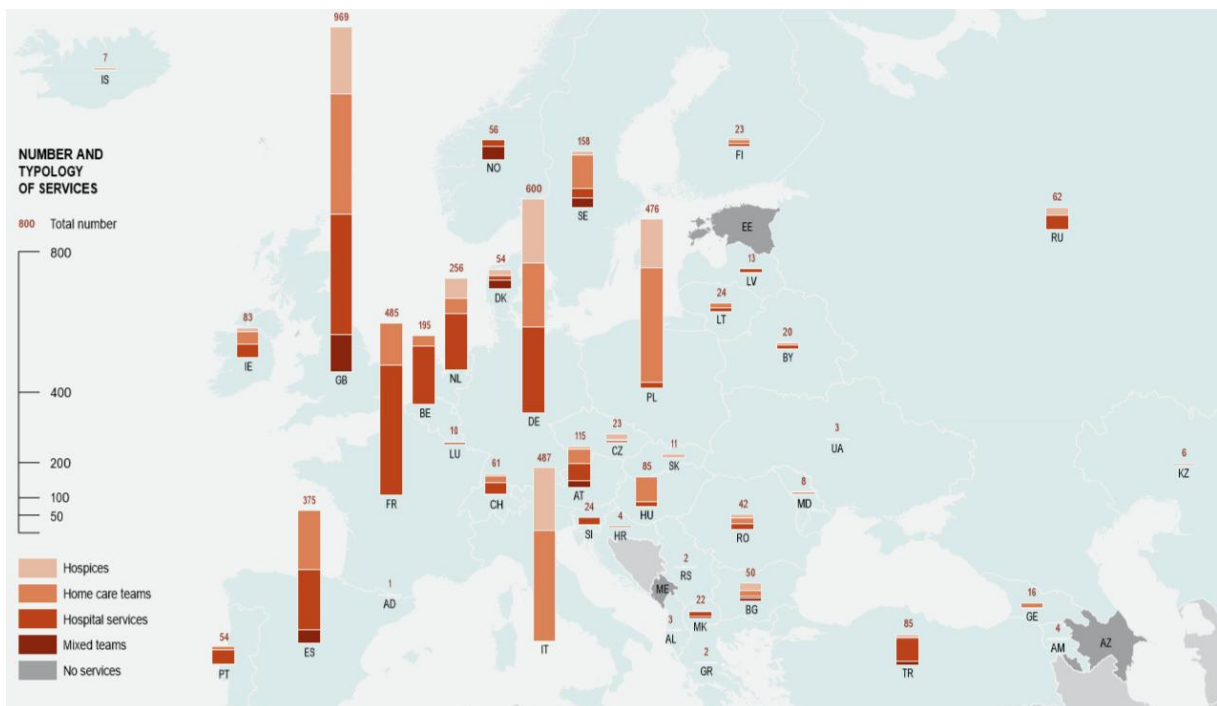 NUMBER AND
TYPOLOGY
OF SERVICES
800 Total number
800
400
200
100
50
Hospices
Home care teams
Hospital services
Mixed teams
No services
7
IS
969
GB
56
NO
158
SE
23
FI
62
RU
600
DE
476
PL
EE
13
LV
24
LT
20
BY
54
DK
256
NL
195
BE
485
FR
83
IE
10
LU
61
CH
115
AT
23
CZ
11
SK
3
UA
6
KZ
487
IT
85
HU
24
SI
4
HR
42
RO
8
MD
375
ES
1
AD
54
PT
2
RS
ME
50
BG
22
MK
3
AL
2
GR
85
TR
16
GE
4
AM
AZ